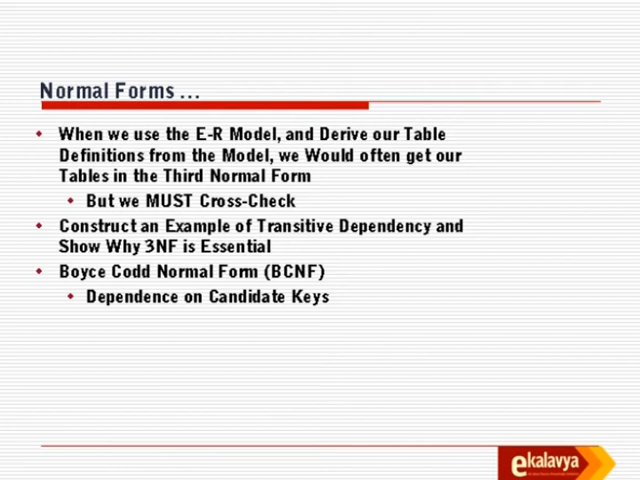 Normal Forms ...
When we use the E-R Model, and Derive our Table
Definitions from the Model, we Would often get our
Tables in the Third Normal Form
But we MUST Cross-Check
Construct an Example of Transitive Dependency and
Show Why 3NF is Essential
Boyce Codd Normal Form (BCNF)
Dependence on Candidate Keys
ekalavya